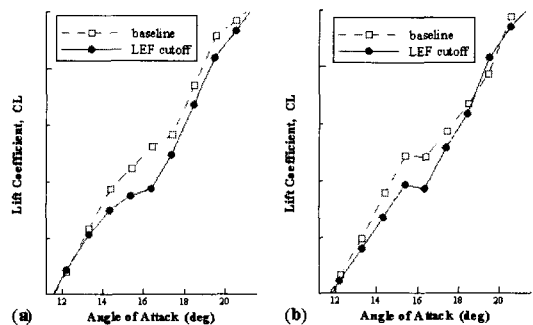 baseline
LEF cutoff
Lift Coefficient, CL
12 14 16 18 20
Angle of Attack (deg)
(a)
baseline
LEF cutoff
Lift Coefficient, CL
12 14 16 18 20
Angle of Attack (deg)
(b)